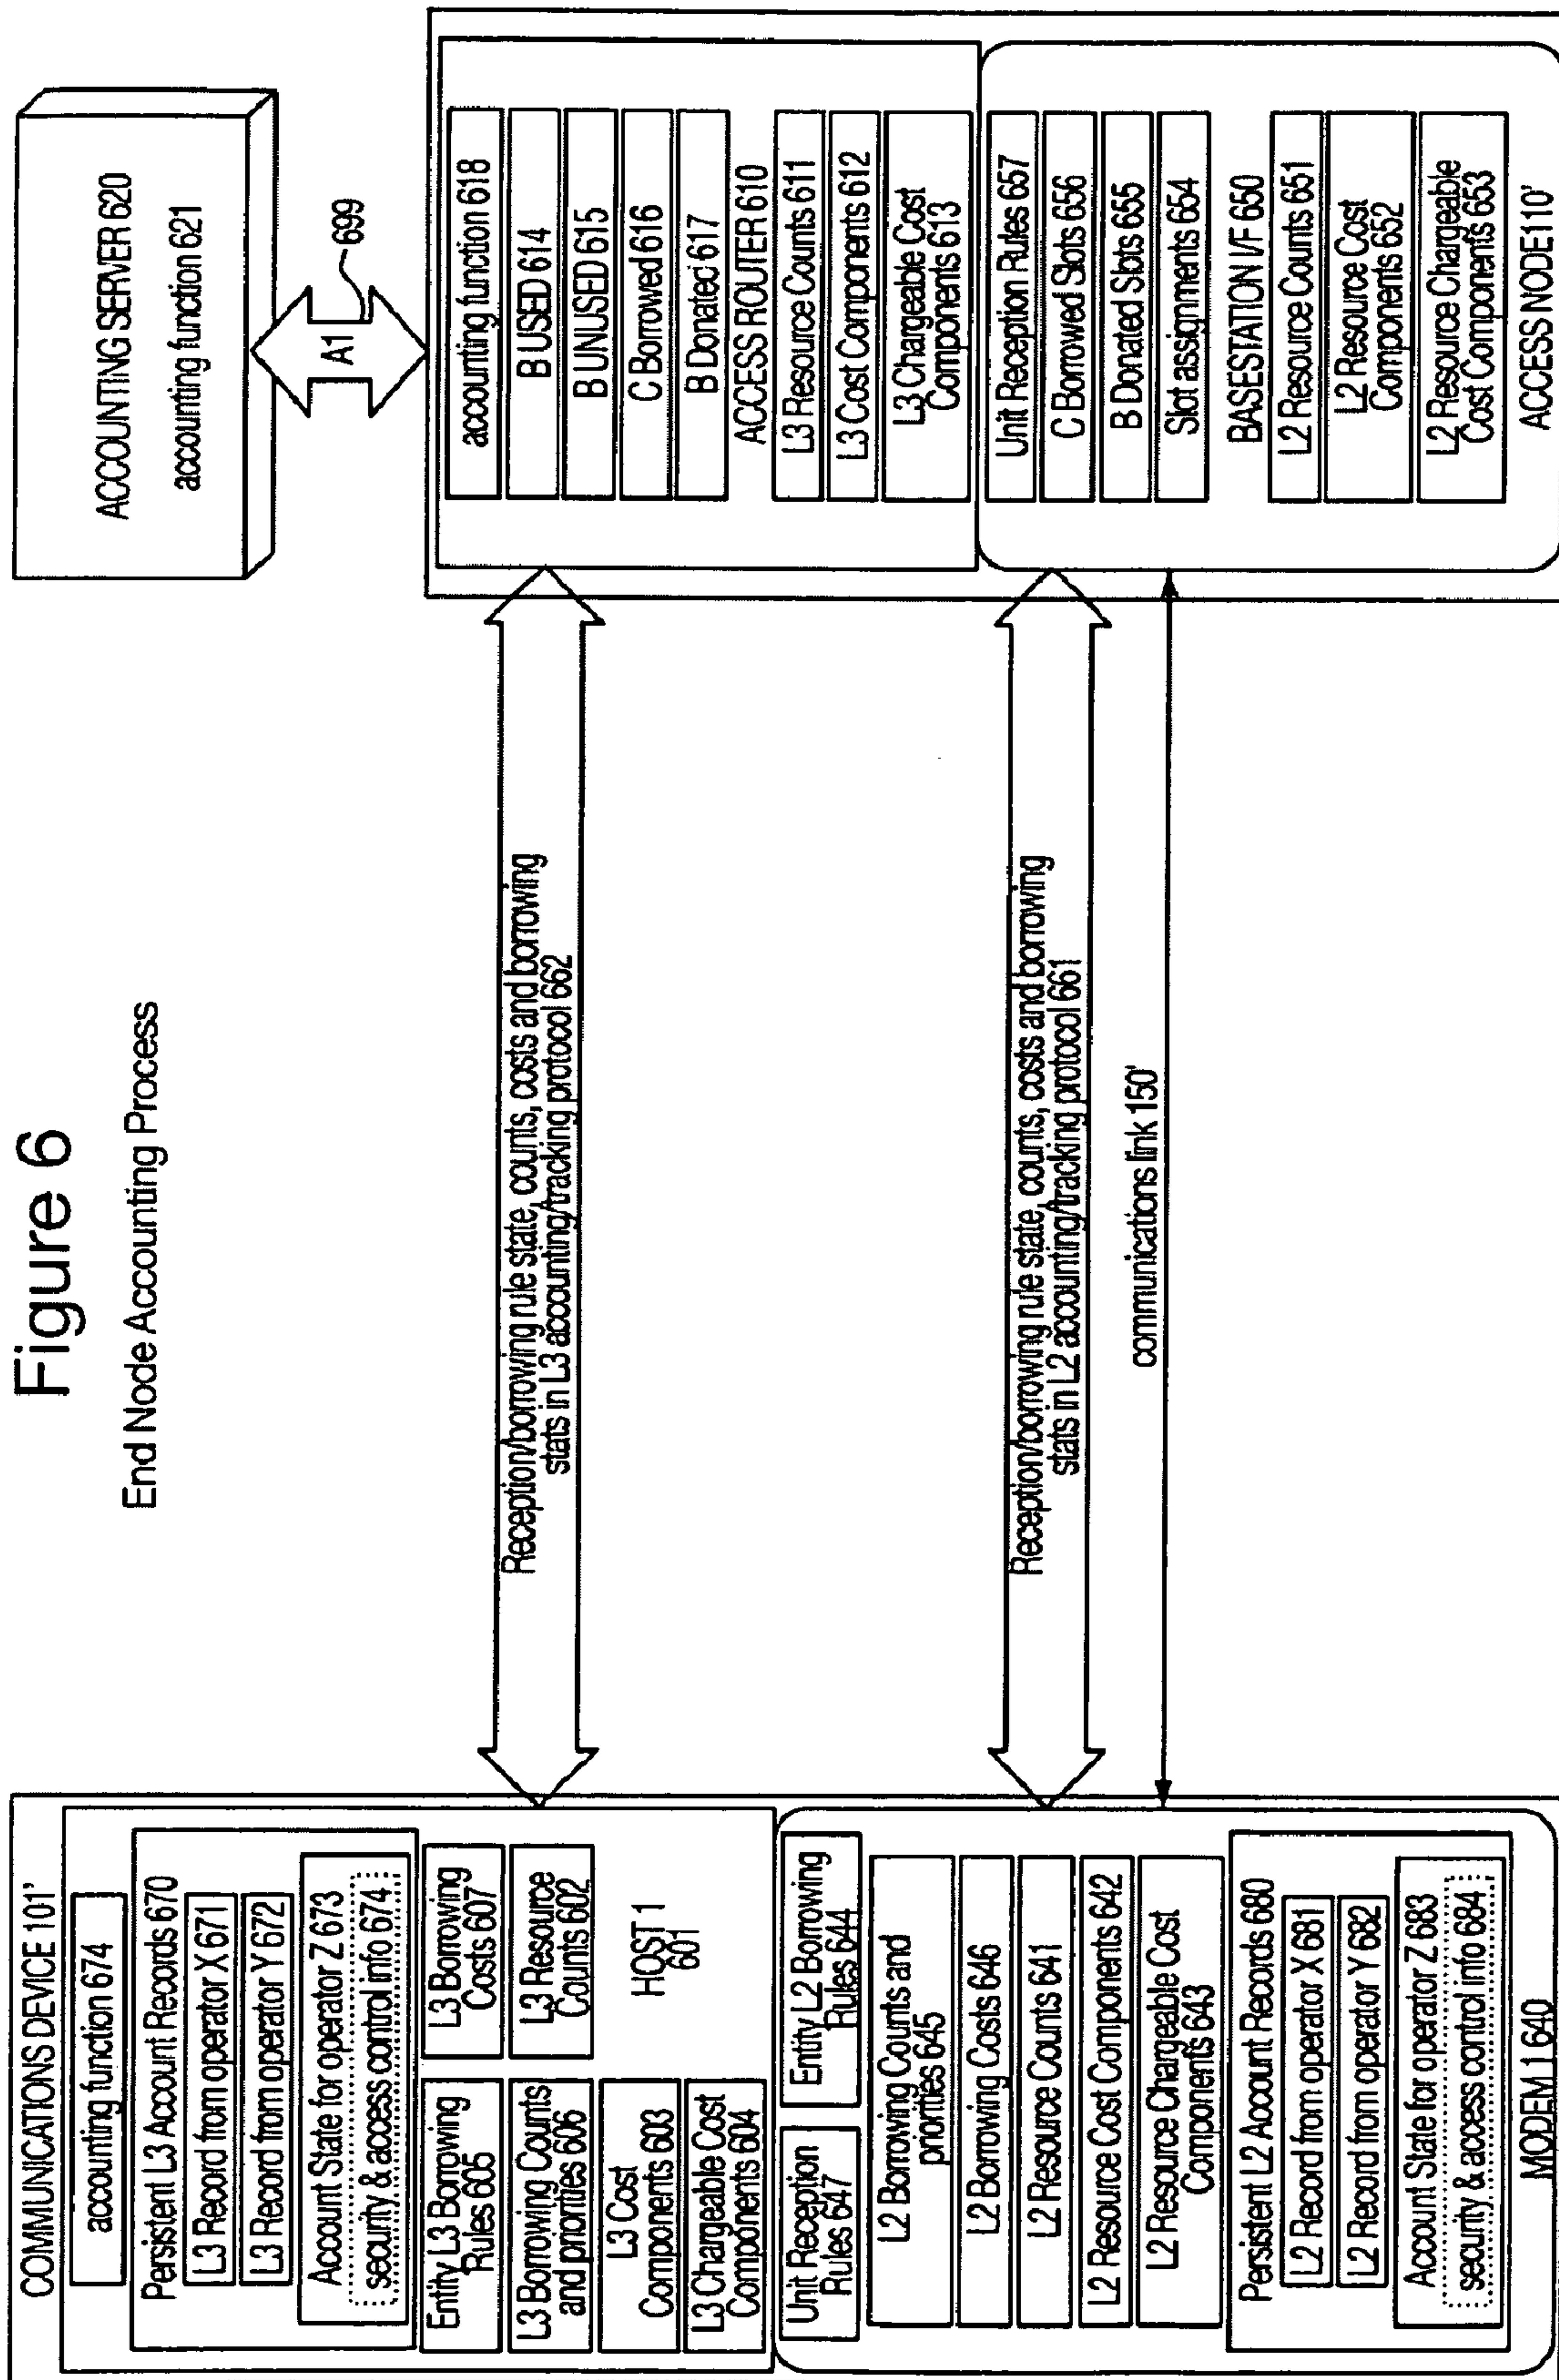 Figure 6
End Node Accounting Process
COMMUNICATIONS DEVICE 101'
accounting function 674
Persistent L3 Account Records 670
L3 Record from operator X 671
L3 Record from operator Y 672
Account State for operator Z 673
security & access control info 674
Entity L3 Borrowing
Rules 605
L3 Borrowing
Costs 607
L3 Borrowing Counts
and priorities 606
L3 Resource
Counts 602
L3 Cost
Components 603
L3 Chargeable Cost
Components 604
HOST 1
601
Unit Reception
Rules 647
Entity L2 Borrowing
Rules 644
L2 Borrowing Counts and
priorities 645
L2 Borrowing Costs 646
L2 Resource Counts 641
L2 Resource Cost Components 642
L2 Resource Chargeable Cost
Components 643
Persistent L2 Account Records 680
L2 Record from operator X 681
L2 Record from operator Y 682
Account State for operator Z 683
security & access control info 684
MODEM 1 640
Reception/borrowing rule state, counts, costs and borrowing
stats in L3 accounting/tracking protocol 662
Reception/borrowing rule state, counts, costs and borrowing
stats in L2 accounting/tracking protocol 661
communications link 150'
ACCOUNTING SERVER 620
accounting function 621
A1
699
accounting function 618
B USED 614
B UNUSED 615
C Borrowed 616
B Donated 617
ACCESS ROUTER 610
L3 Resource Counts 611
L3 Cost Components 612
L3 Chargeable Cost
Components 613
Unit Reception Rules 657
C Borrowed Slots 656
B Donated Slots 655
Slot assignments 654
BASESTATION I/F 650
L2 Resource Counts 651
L2 Resource Cost
Components 652
L2 Resource Chargeable
Cost Components 653
ACCESS NODE110'